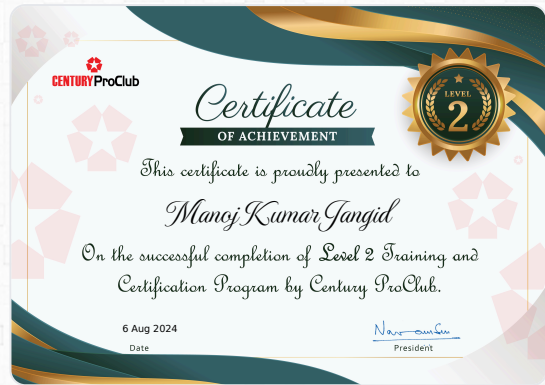 CENTURY ProClub
LEVEL
2
Certificate
OF ACHIEVEMENT
This certificate is proudly presented to
Manoj Kumar Jangid
On the successful completion of Level 2 Training and
Certification Program by Century ProClub.
6 Aug 2024
Date
President